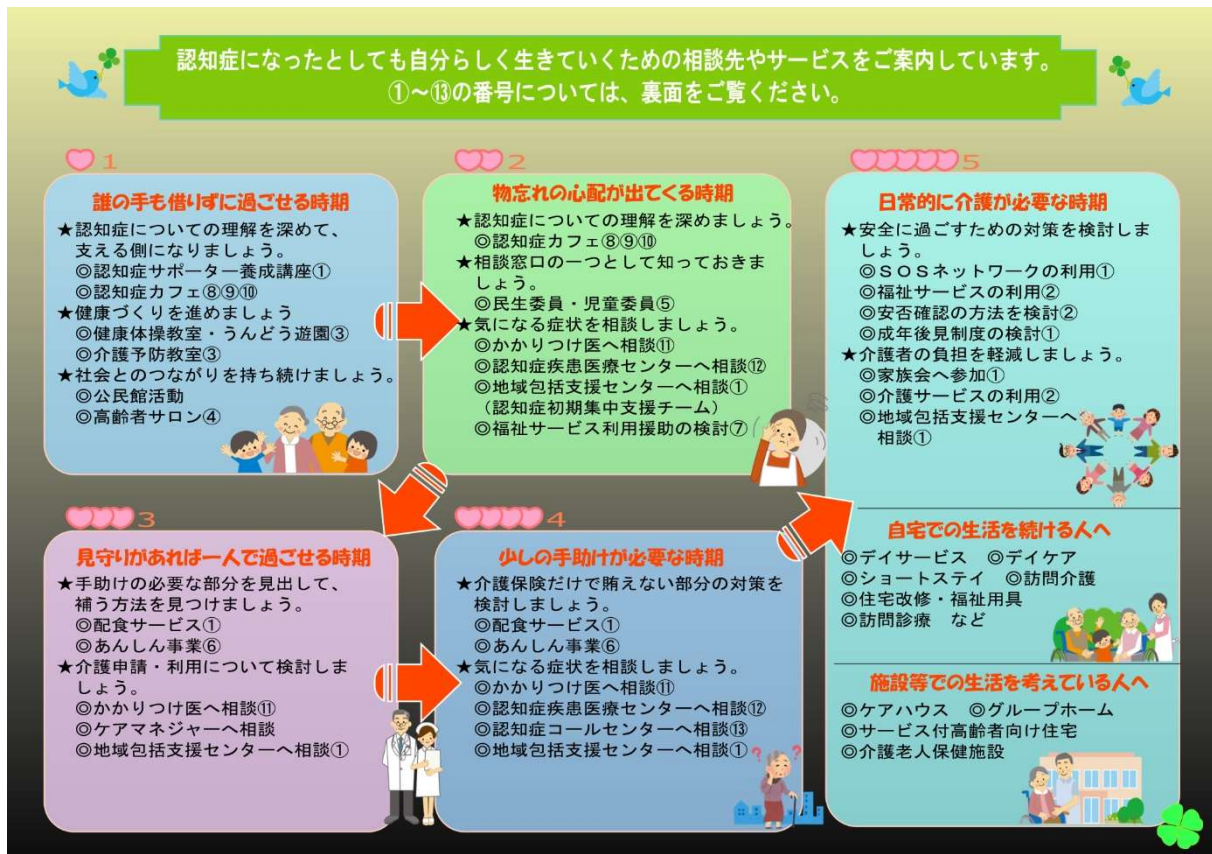 認知症になったとしても自分らしく生きていくための相談先やサービスをご案内しています。
①～⑬の番号については、裏面をご覧ください。
1
誰の手も借りずに過ごせる時期
★認知症についての理解を深めて、
支える側になりましょう。
◎認知症サポーター養成講座①
◎認知症カフェ⑧⑨⑩
★健康づくりを進めましょう
◎健康体操教室・うんどう遊園③
◎介護予防教室③
★社会とのつながりを持ち続けましょう。
◎公民館活動
◎高齢者サロン④
2
物忘れの心配が出てくる時期
★認知症についての理解を深めましょう。
◎認知症カフェ⑧⑨⑩
★相談窓口の一つとして知っておきま
しょう。
◎民生委員・児童委員⑤
★気になる症状を相談しましょう。
◎かかりつけ医へ相談⑪
◎認知症疾患医療センターへ相談⑫
◎地域包括支援センターへ相談①
（認知症初期集中支援チーム）
◎福祉サービス利用援助の検討⑦
3
見守りがあれば一人で過ごせる時期
★手助けの必要な部分を見出して、
補う方法を見つけましょう。
◎配食サービス①
◎あんしん事業⑥
★介護申請・利用について検討しま
しょう。
◎かかりつけ医へ相談⑪
◎ケアマネジャーへ相談
◎地域包括支援センターへ相談①
4
少しの手助けが必要な時期
★介護保険だけで賄えない部分の対策を
検討しましょう。
◎配食サービス①
◎あんしん事業⑥
★気になる症状を相談しましょう。
◎かかりつけ医へ相談⑪
◎認知症疾患医療センターへ相談⑫
◎認知症コールセンターへ相談⑬
◎地域包括支援センターへ相談①
? ?
5
日常的に介護が必要な時期
★安全に過ごすための対策を検討しま
しょう。
◎ＳＯＳネットワークの利用①
◎福祉サービスの利用②
◎安否確認の方法を検討②
◎成年後見制度の検討①
★介護者の負担を軽減しましょう。
◎家族会へ参加①
◎介護サービスの利用②
◎地域包括支援センターへ
相談①
自宅での生活を続ける人へ
◎デイサービス　◎デイケア
◎ショートステイ　◎訪問介護
◎住宅改修・福祉用具
◎訪問診療　など
施設等での生活を考えている人へ
◎ケアハウス　◎グループホーム
◎サービス付高齢者向け住宅
◎介護老人保健施設